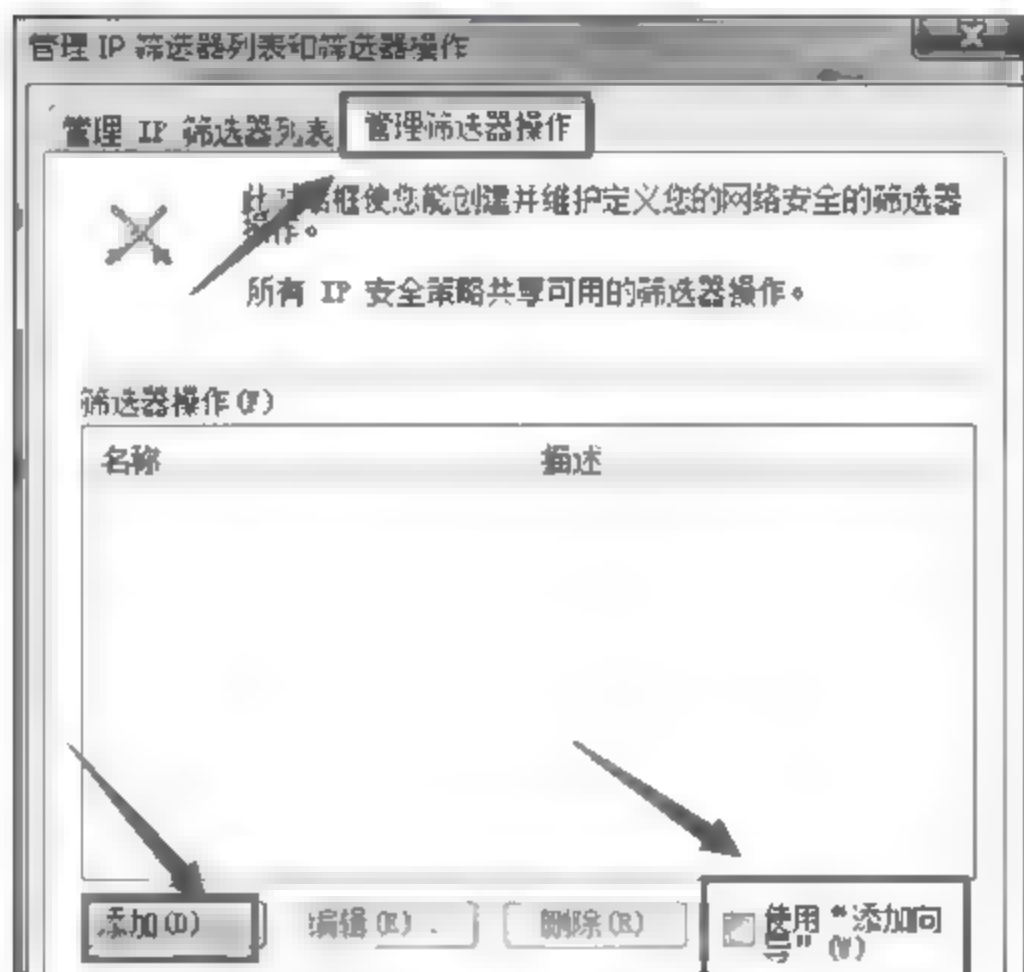 管理 IP 筛选器列表和筛选器操作
管理 IP 筛选器列表 管理筛选器操作
此对话框使您能创建并维护定义您的网络安全的筛选器
操作。
所有 IP 安全策略共享可用的筛选器操作。
筛选器操作(F)
名称 描述
添加(D) 编辑(E) . 删除(R) 使用“添加向
导”(W)